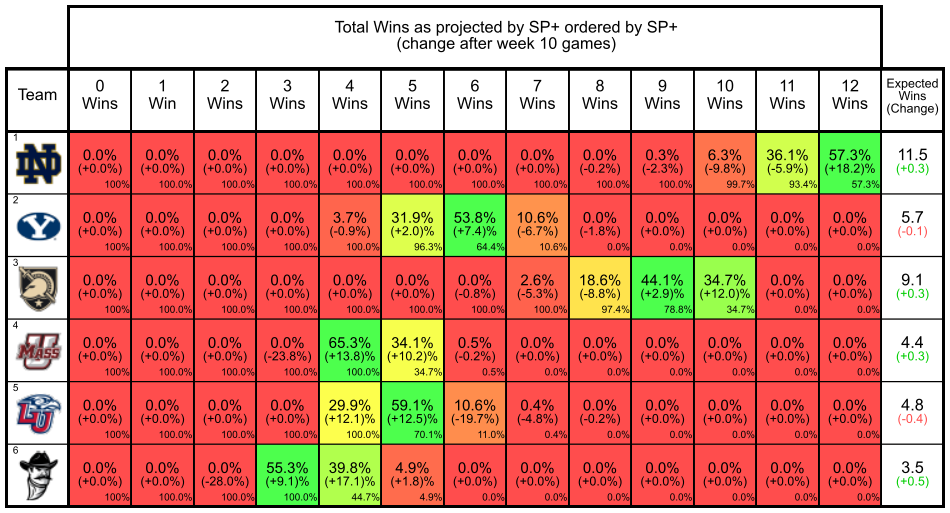 Total Wins as projected by SP+ ordered by SP+
(change after week 10 games)
Team
0
Wins
1
Win
2
Wins
3
Wins
4
Wins
5
Wins
6
Wins
7
Wins
8
Wins
9
Wins
10
Wins
11
Wins
12
Wins
Expected
Wins
(Change)
1
ND
0.0% 0.0% 0.0% 0.0% 0.0% 0.0% 0.0% 0.0% 0.0% 0.3% 6.3% 36.1% 57.3% 11.5
(+0.0%) (+0.0%) (+0.0%) (+0.0%) (+0.0%) (+0.0%) (+0.0%) (+0.0%) (-0.2%) (-2.3%) (-9.8%) (-5.9%) (+18.2)% (+0.3)
100% 100.0% 100.0% 100.0% 100.0% 100.0% 100.0% 100.0% 100.0% 100.0% 99.7% 93.4% 57.3%
2
Y
0.0% 0.0% 0.0% 0.0% 3.7% 31.9% 53.8% 10.6% 0.0% 0.0% 0.0% 0.0% 0.0% 5.7
(+0.0%) (+0.0%) (+0.0%) (+0.0%) (-0.9%) (+2.0)% (+7.4)% (-6.7%) (-1.8%) (+0.0%) (+0.0%) (+0.0%) (+0.0%) (-0.1)
100% 100.0% 100.0% 100.0% 100.0% 96.3% 64.4% 10.6% 0.0% 0.0% 0.0% 0.0% 0.0%
3
0.0% 0.0% 0.0% 0.0% 0.0% 0.0% 0.0% 2.6% 18.6% 44.1% 34.7% 0.0% 0.0% 9.1
(+0.0%) (+0.0%) (+0.0%) (+0.0%) (+0.0%) (+0.0%) (-0.8%) (-5.3%) (-8.8%) (+2.9)% (+12.0)% (+0.0%) (+0.0%) (+0.3)
100% 100.0% 100.0% 100.0% 100.0% 100.0% 100.0% 100.0% 97.4% 78.8% 34.7% 0.0% 0.0%
4
U
MASS
0.0% 0.0% 0.0% 0.0% 65.3% 34.1% 0.5% 0.0% 0.0% 0.0% 0.0% 0.0% 0.0% 4.4
(+0.0%) (+0.0%) (+0.0%) (-23.8%) (+13.8)% (+10.2)% (-0.2%) (+0.0%) (+0.0%) (+0.0%) (+0.0%) (+0.0%) (+0.0%) (+0.3)
100% 100.0% 100.0% 100.0% 100.0% 34.7% 0.5% 0.0% 0.0% 0.0% 0.0% 0.0% 0.0%
5
LU
0.0% 0.0% 0.0% 0.0% 29.9% 59.1% 10.6% 0.4% 0.0% 0.0% 0.0% 0.0% 0.0% 4.8
(+0.0%) (+0.0%) (+0.0%) (+0.0%) (+12.1)% (+12.5)% (-19.7%) (-4.8%) (-0.2%) (+0.0%) (+0.0%) (+0.0%) (+0.0%) (-0.4)
100% 100.0% 100.0% 100.0% 100.0% 70.1% 11.0% 0.4% 0.0% 0.0% 0.0% 0.0% 0.0%
6
0.0% 0.0% 0.0% 55.3% 39.8% 4.9% 0.0% 0.0% 0.0% 0.0% 0.0% 0.0% 0.0% 3.5
(+0.0%) (+0.0%) (-28.0%) (+9.1)% (+17.1)% (+1.8)% (+0.0%) (+0.0%) (+0.0%) (+0.0%) (+0.0%) (+0.0%) (+0.0%) (+0.5)
100% 100.0% 100.0% 100.0% 44.7% 4.9% 0.0% 0.0% 0.0% 0.0% 0.0% 0.0% 0.0%